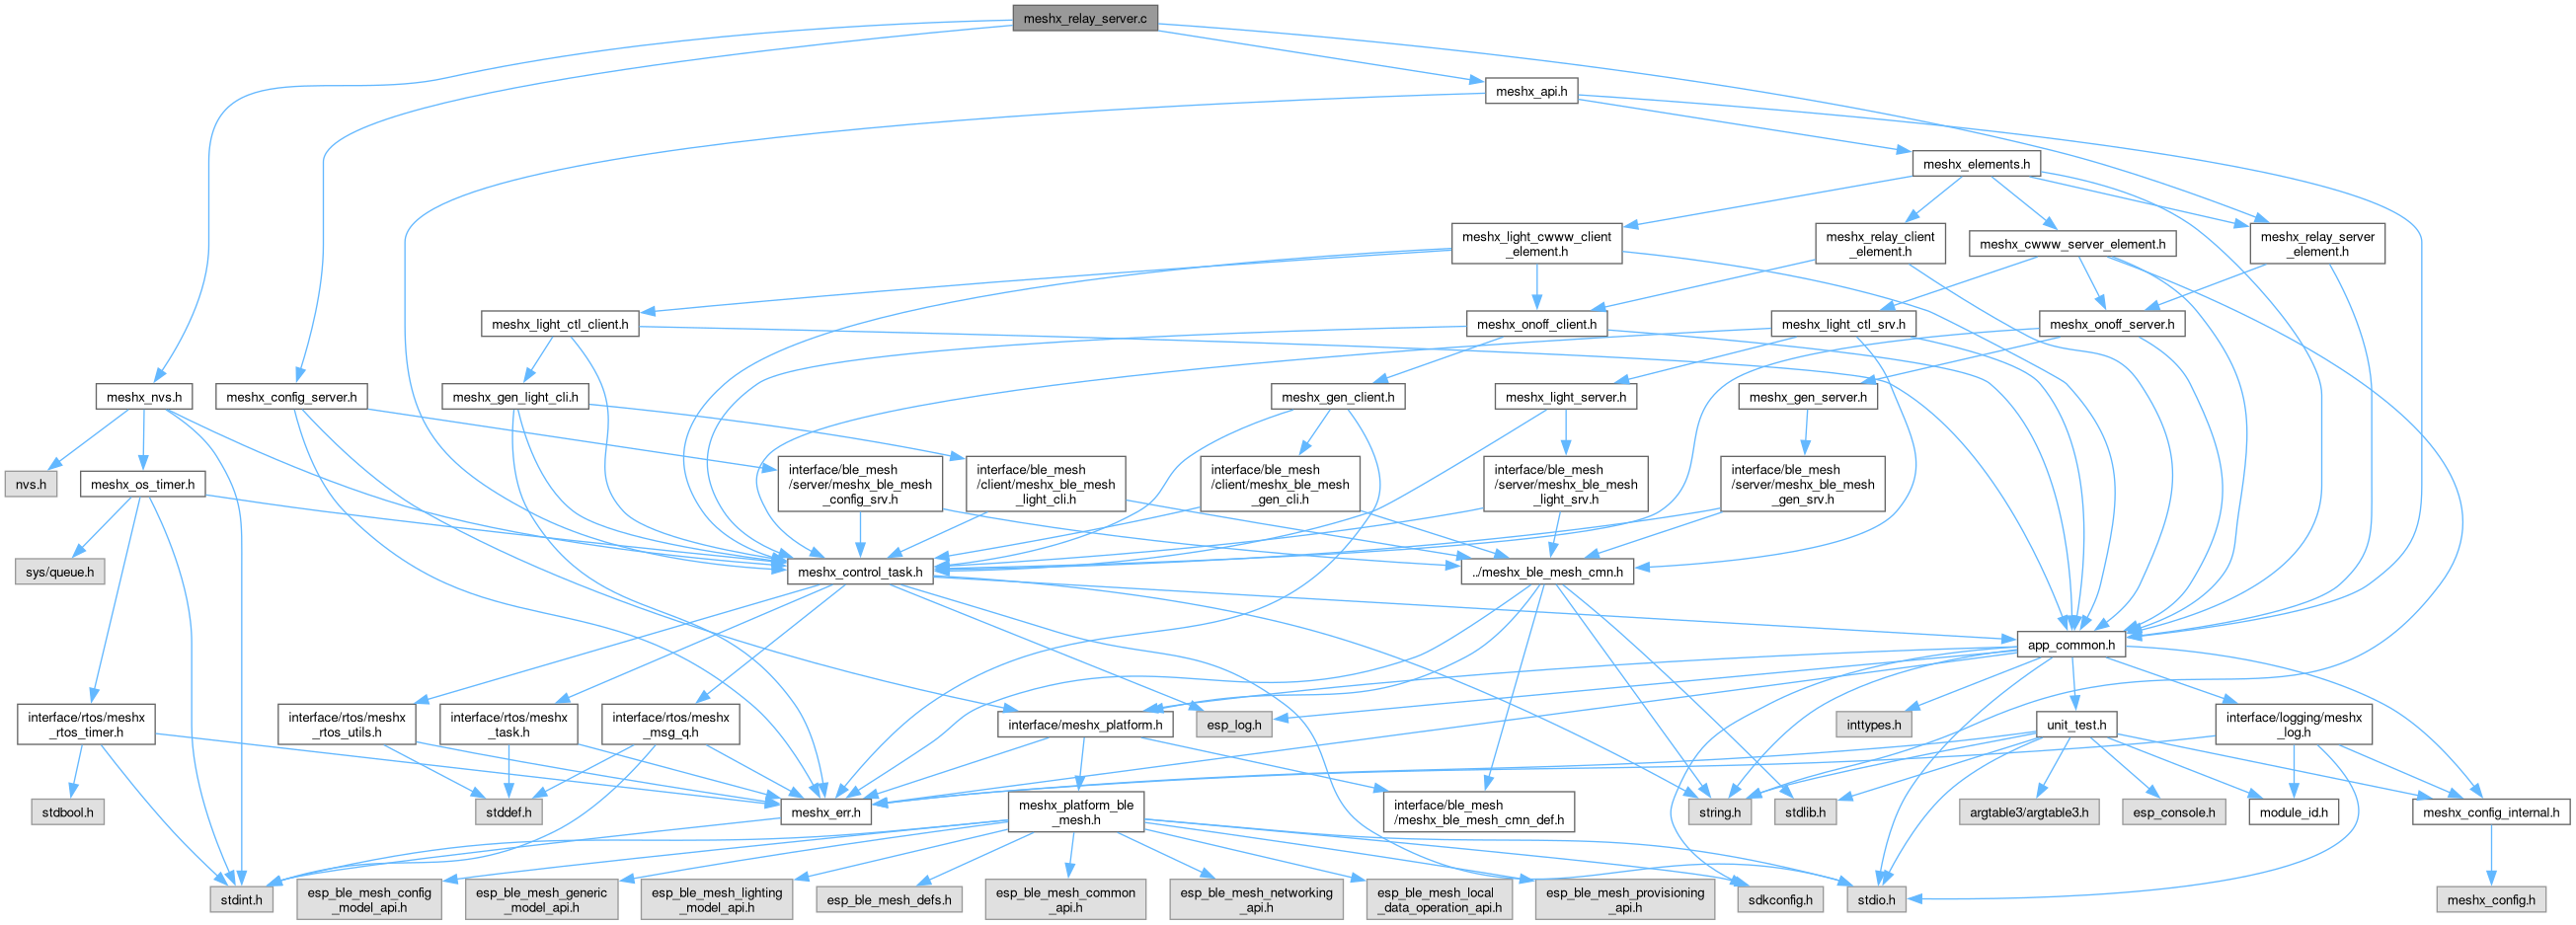 meshx_relay_server.c
meshx_api.h
meshx_elements.h
meshx_light_cwww_client
_element.h
meshx_relay_client
_element.h
meshx_cwww_server_element.h
meshx_relay_server
_element.h
meshx_light_ctl_client.h
meshx_onoff_client.h
meshx_light_ctl_srv.h
meshx_onoff_server.h
meshx_nvs.h
meshx_config_server.h
meshx_gen_light_cli.h
meshx_gen_client.h
meshx_light_server.h
meshx_gen_server.h
nvs.h
meshx_os_timer.h
interface/ble_mesh
/server/meshx_ble_mesh
_config_srv.h
interface/ble_mesh
/client/meshx_ble_mesh
_light_cli.h
interface/ble_mesh
/client/meshx_ble_mesh
_gen_cli.h
interface/ble_mesh
/server/meshx_ble_mesh
_light_srv.h
interface/ble_mesh
/server/meshx_ble_mesh
_gen_srv.h
sys/queue.h
meshx_control_task.h
../meshx_ble_mesh_cmn.h
app_common.h
interface/rtos/meshx
_rtos_timer.h
interface/rtos/meshx
_rtos_utils.h
interface/rtos/meshx
_task.h
interface/rtos/meshx
_msg_q.h
interface/meshx_platform.h
esp_log.h
inttypes.h
unit_test.h
interface/logging/meshx
_log.h
stdbool.h
stddef.h
meshx_err.h
meshx_platform_ble
_mesh.h
interface/ble_mesh
/meshx_ble_mesh_cmn_def.h
string.h
stdlib.h
argtable3/argtable3.h
esp_console.h
module_id.h
meshx_config_internal.h
stdint.h
esp_ble_mesh_config
_model_api.h
esp_ble_mesh_generic
_model_api.h
esp_ble_mesh_lighting
_model_api.h
esp_ble_mesh_defs.h
esp_ble_mesh_common
_api.h
esp_ble_mesh_networking
_api.h
esp_ble_mesh_local
_data_operation_api.h
esp_ble_mesh_provisioning
_api.h
sdkconfig.h
stdio.h
meshx_config.h